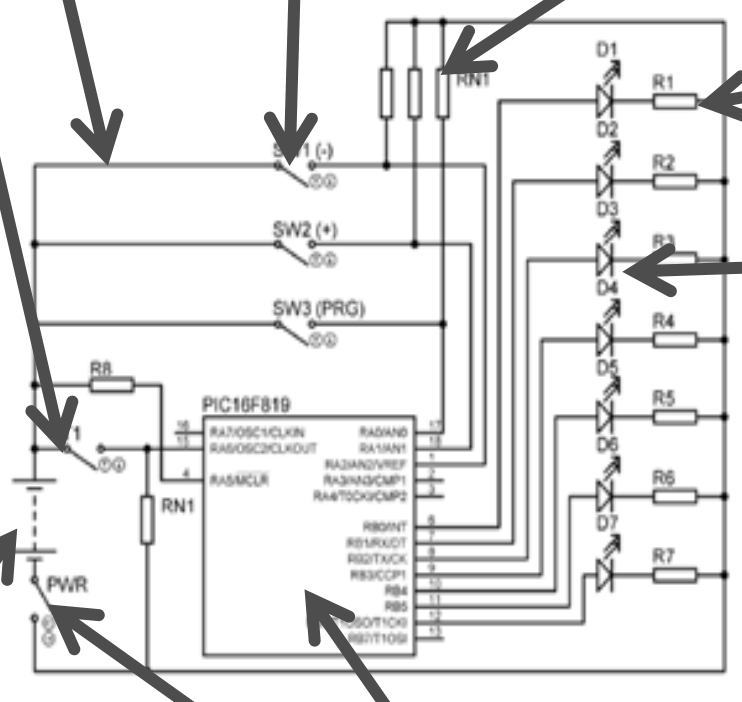 D1
RN1
R1
D2
(-)
R2
D3
SW2 (+)
R3
D4
SW3 (PRG)
R4
D5
R8
PIC16F819
R5
16 RA7/OSC1/CLKIN RA0/AN0 17
1
15 RA6/OSC2/CLKOUT RA1/AN1 18
D6
RA2/AN2/VREF 1
4 RA5/MCLR RA3/AN3/CMP1 2
R6
RA4/T0CKI/CMP2 3
RN1
D7
RB0/INT 6
RB1/RX/DT 7
RB2/TX/CK 8
R7
RB3/CCP1 9
PWR
RB4 10
RB5 11
OSO/T1CKI 12
RB7/T1OSI 13